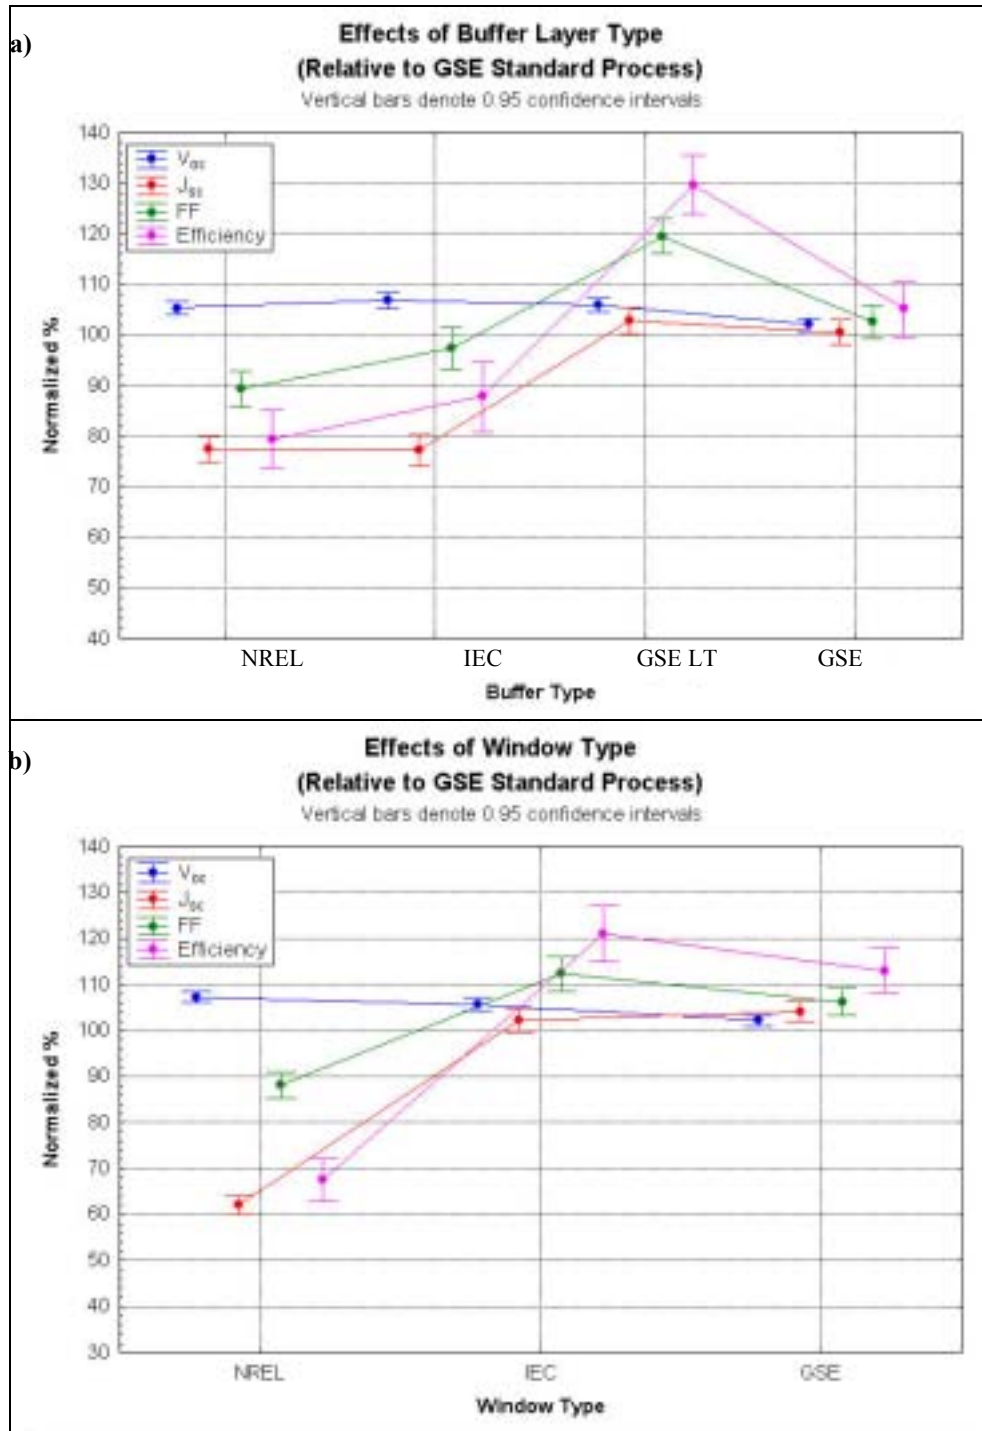 a)
Effects of Buffer Layer Type
(Relative to GSE Standard Process)
Vertical bars denote 0.95 confidence intervals
140
130
120
110
100
90
80
70
60
50
40
Normalized %
Voc
Jsc
FF
Efficiency
NREL IEC GSE LT GSE
Buffer Type
b)
Effects of Window Type
(Relative to GSE Standard Process)
Vertical bars denote 0.95 confidence intervals
140
130
120
110
100
90
80
70
60
50
40
30
Normalized %
Voc
Jsc
FF
Efficiency
NREL IEC GSE
Window Type